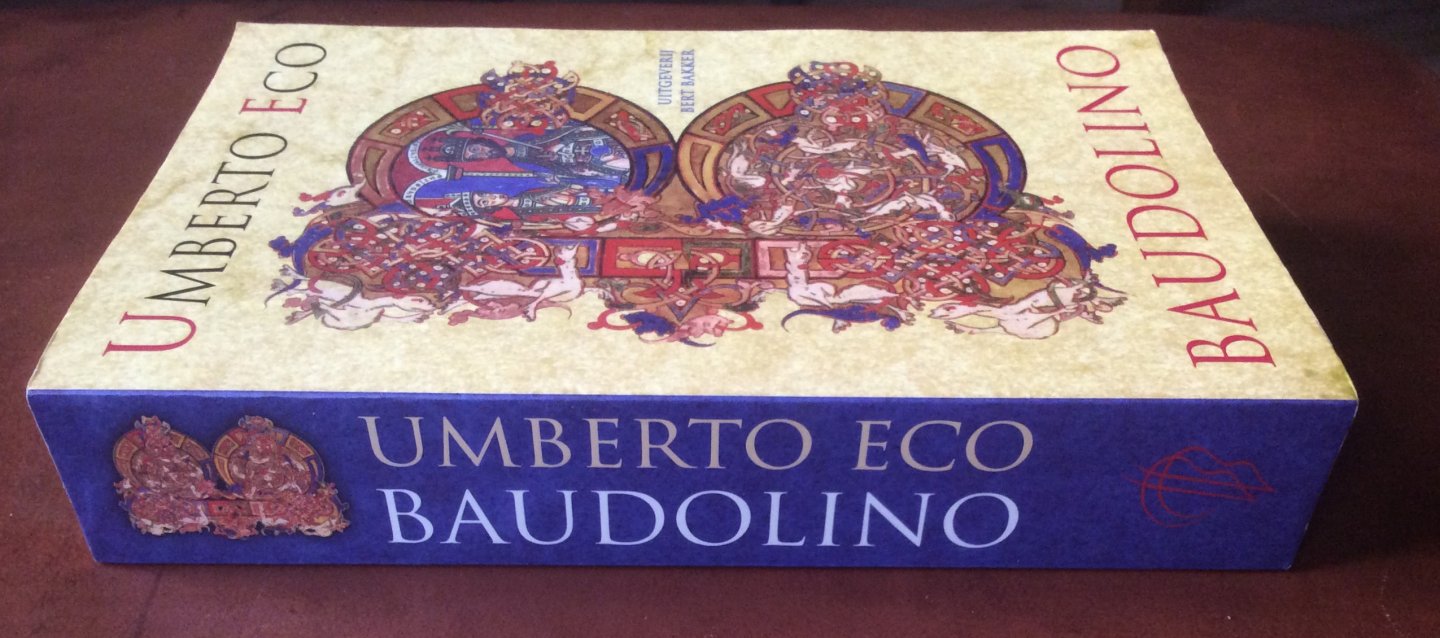 UMBERTO ECO
UITGEVERIJ
BERT BAKKER
BAUDOLINO
UMBERTO ECO
BAUDOLINO